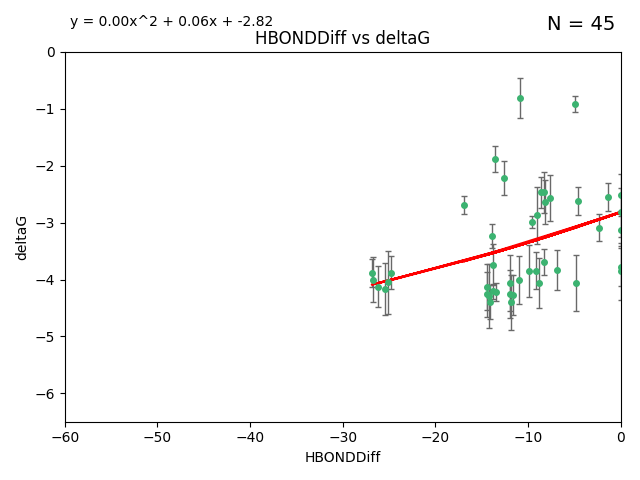 y = 0.00x^2 + 0.06x + -2.82
N = 45
HBONDDiff vs deltaG
deltaG
0
−1
−2
−3
−4
−5
−6
−60
−50
−40
−30
−20
−10
0
HBONDDiff